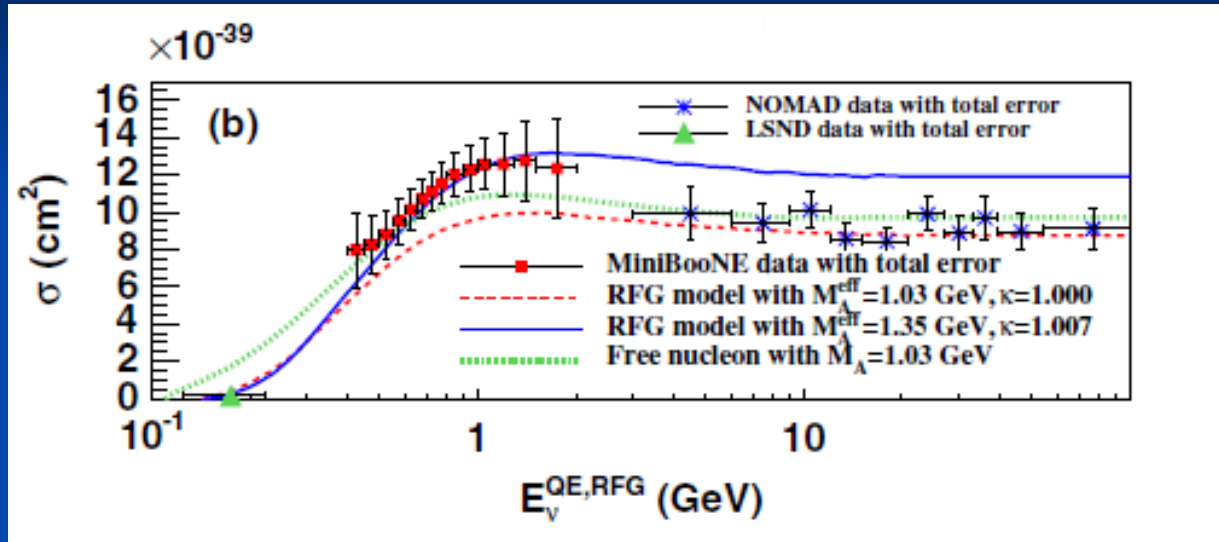 ×10⁻³⁹
16
14
12
10
8
6
4
2
0
σ (cm²)
(b)
NOMAD data with total error
LSND data with total error
MiniBooNE data with total error
RFG model with M_A^eff=1.03 GeV, κ=1.000
RFG model with M_A^eff=1.35 GeV, κ=1.007
Free nucleon with M_A=1.03 GeV
10⁻¹ 1 10
E_ν^QE,RFG (GeV)